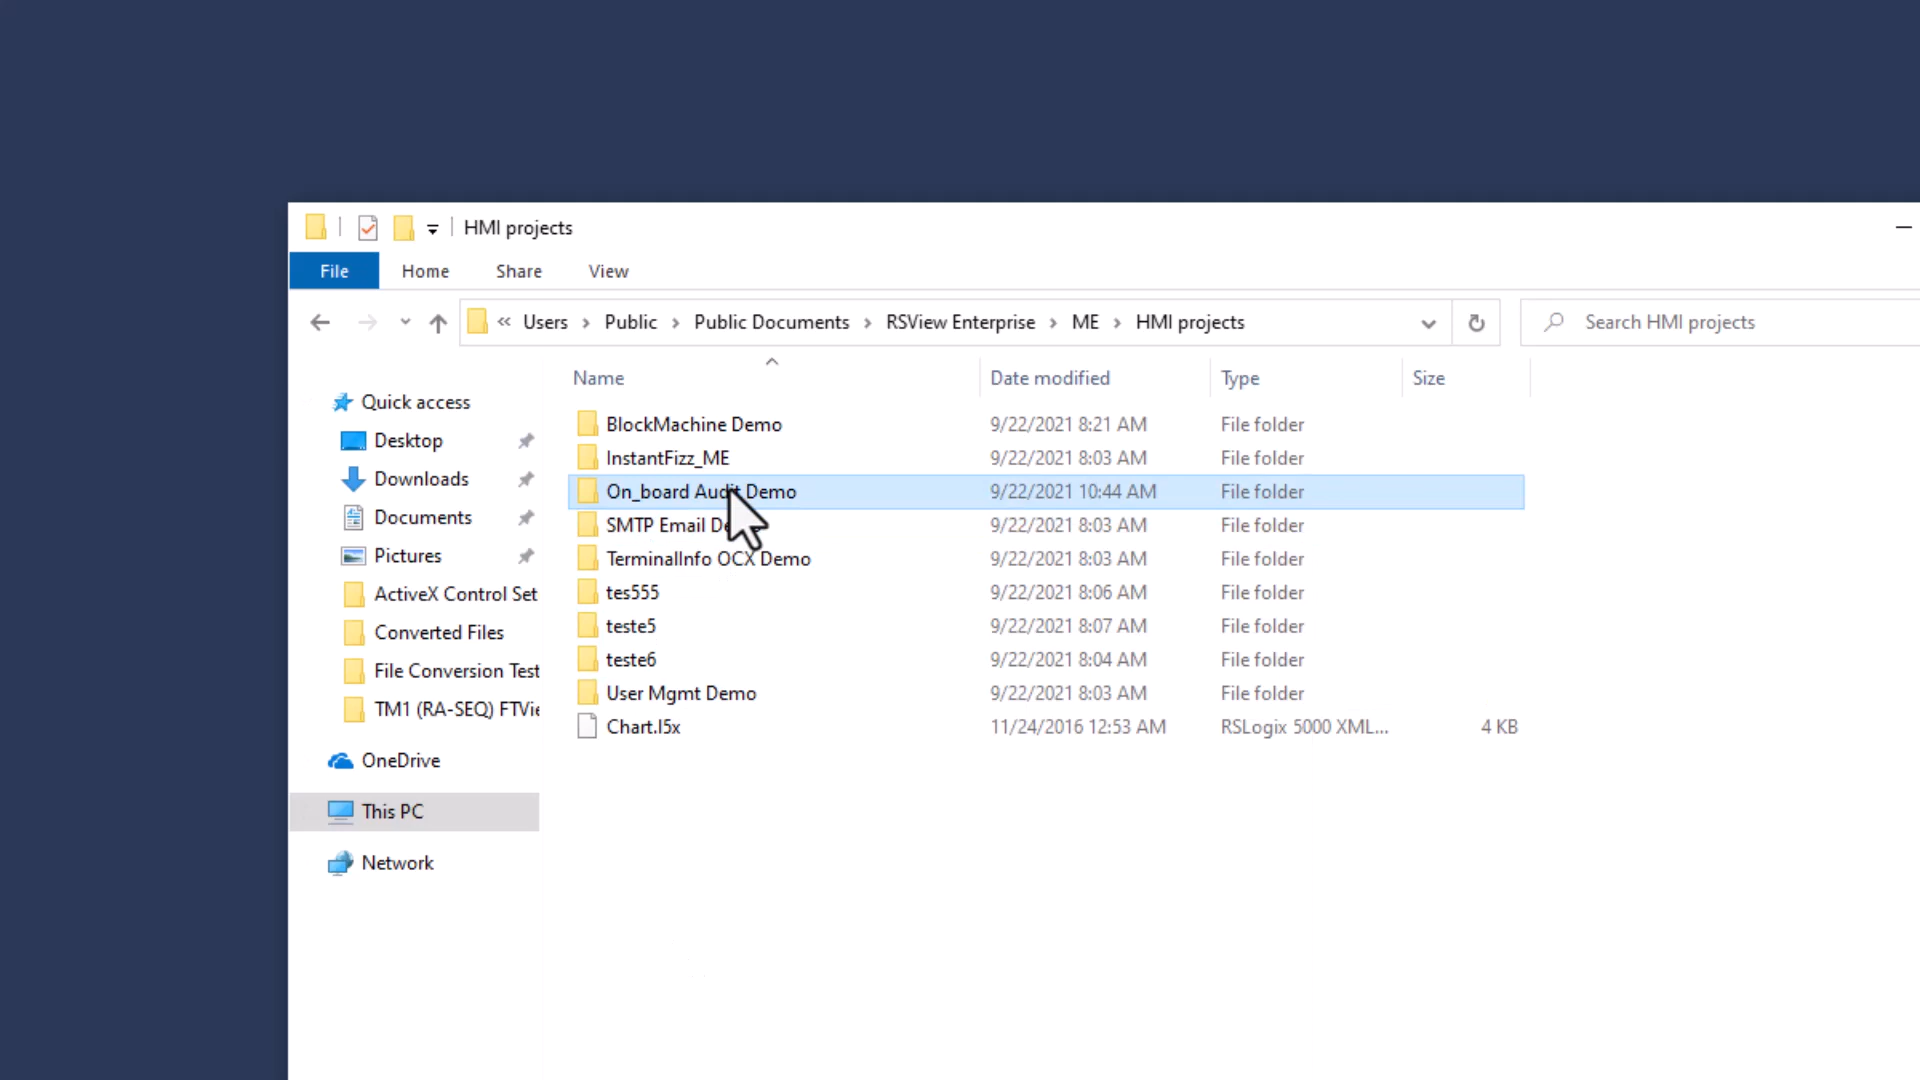 HMI projects
File Home Share View
« Users > Public > Public Documents > RSView Enterprise > ME > HMI projects
Search HMI projects
Name Date modified Type Size
Quick access
Desktop
Downloads
Documents
Pictures
ActiveX Control Set
Converted Files
File Conversion Test
TM1 (RA-SEQ) FTVie
OneDrive
This PC
Network
BlockMachine Demo 9/22/2021 8:21 AM File folder
InstantFizz_ME 9/22/2021 8:03 AM File folder
On_board Audit Demo 9/22/2021 10:44 AM File folder
SMTP Email 9/22/2021 8:03 AM File folder
TerminalInfo OCX Demo 9/22/2021 8:03 AM File folder
tes555 9/22/2021 8:06 AM File folder
teste5 9/22/2021 8:07 AM File folder
teste6 9/22/2021 8:04 AM File folder
User Mgmt Demo 9/22/2021 8:03 AM File folder
Chart.l5x 11/24/2016 12:53 AM RSLogix 5000 XML... 4 KB